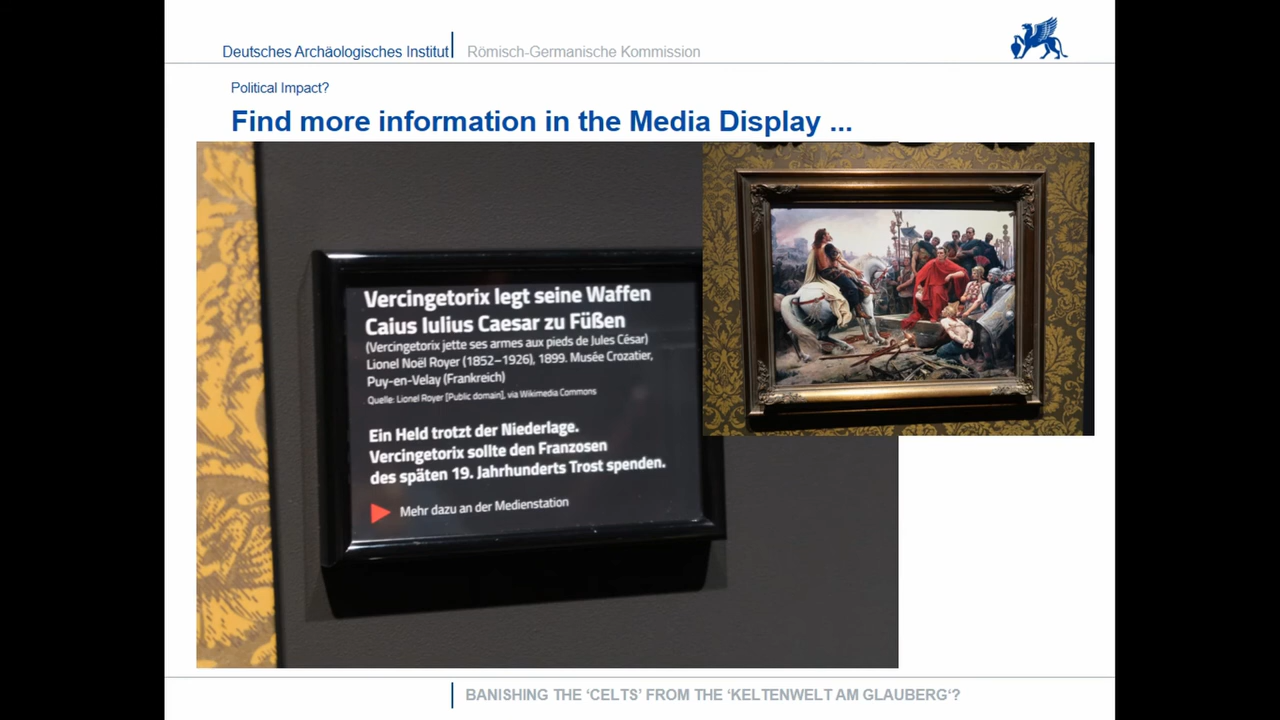 Deutsches Archäologisches Institut
Römisch-Germanische Kommission
Political Impact?
Find more information in the Media Display ...
Vercingetorix legt seine Waffen
Caius Iulius Caesar zu Füßen
(Vercingetorix jette ses armes aux pieds de Jules César)
Lionel Noël Royer (1852–1926), 1899. Musée Crozatier,
Puy-en-Velay (Frankreich)
Quelle: Lionel Royer [Public domain], via Wikimedia Commons
Ein Held trotzt der Niederlage.
Vercingetorix sollte den Franzosen
des späten 19. Jahrhunderts Trost spenden.
Mehr dazu an der Medienstation
BANISHING THE ‘CELTS’ FROM THE ‘KELTENWELT AM GLAUBERG‘?